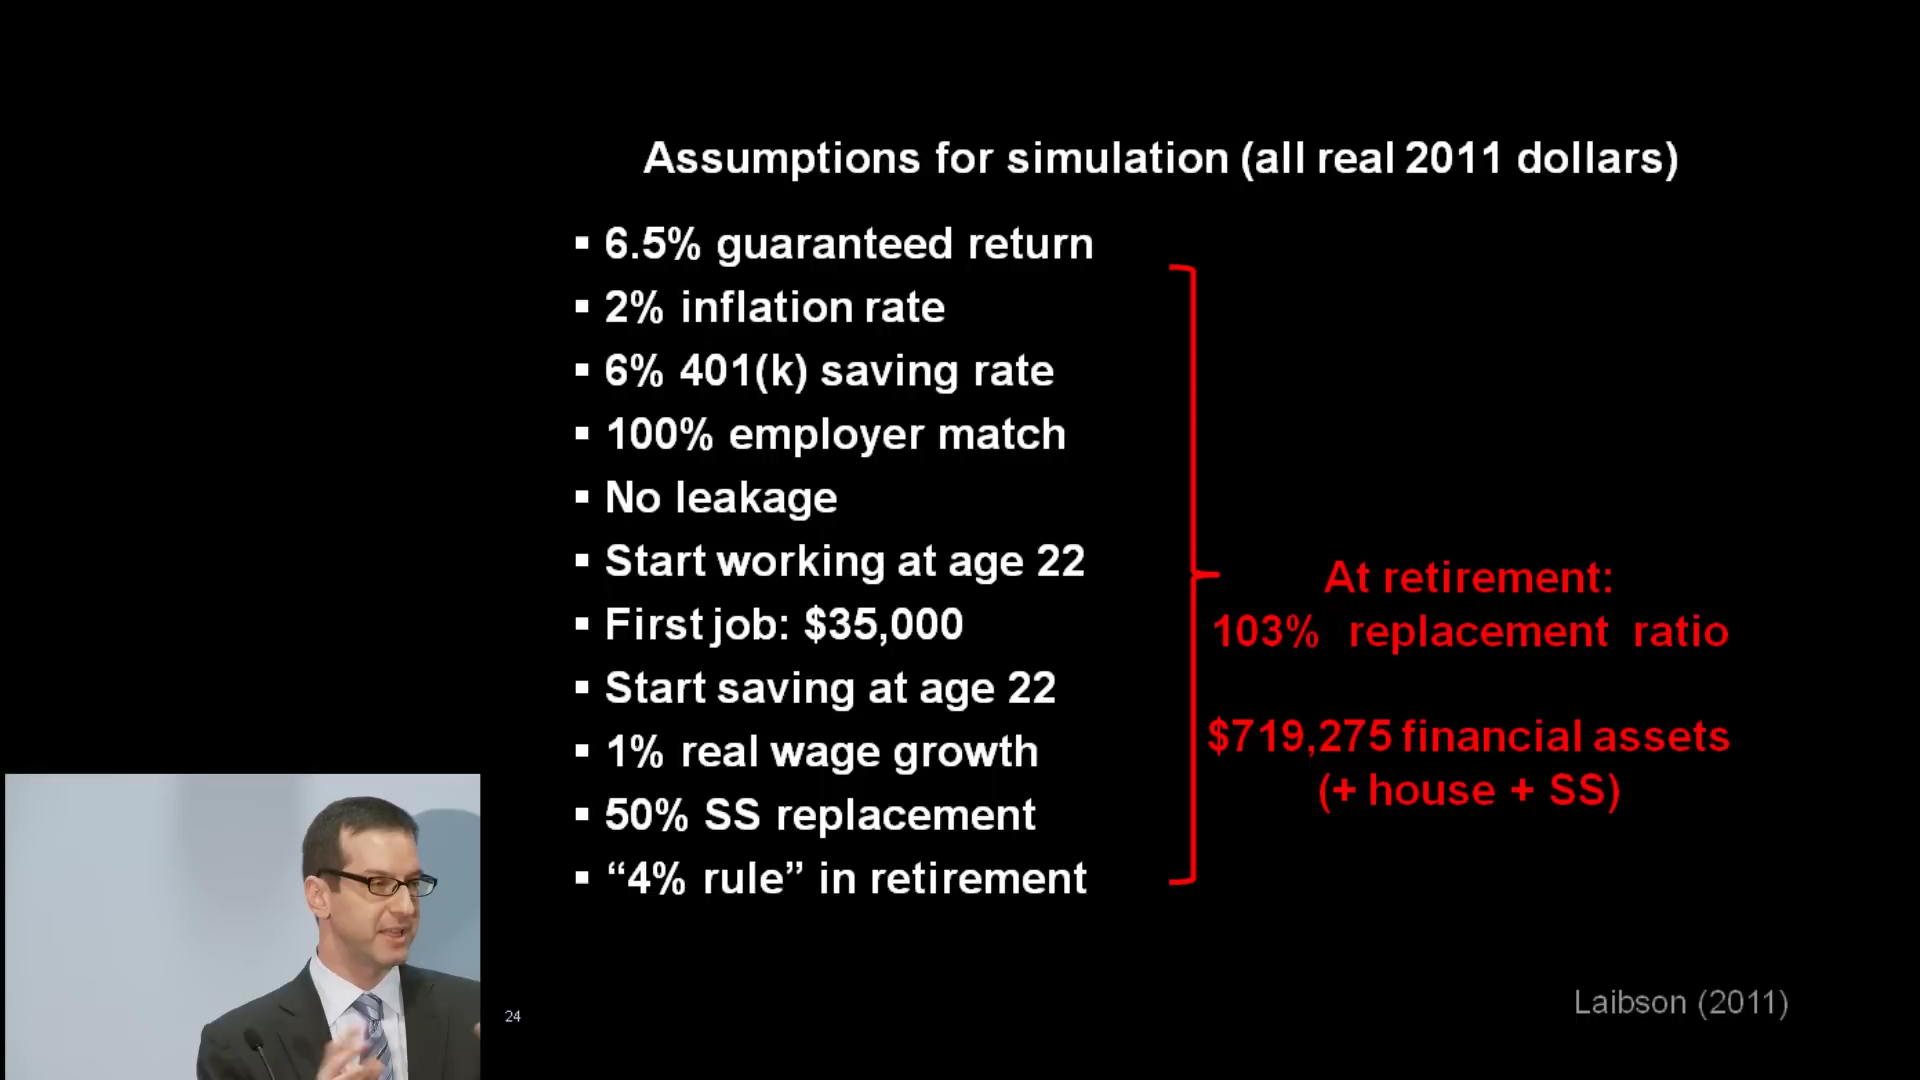 Assumptions for simulation (all real 2011 dollars)
▪ 6.5% guaranteed return
▪ 2% inflation rate
▪ 6% 401(k) saving rate
▪ 100% employer match
▪ No leakage
▪ Start working at age 22
▪ First job: $35,000
▪ Start saving at age 22
▪ 1% real wage growth
▪ 50% SS replacement
▪ “4% rule” in retirement
At retirement:
103% replacement ratio
$719,275 financial assets
(+ house + SS)
Laibson (2011)
24